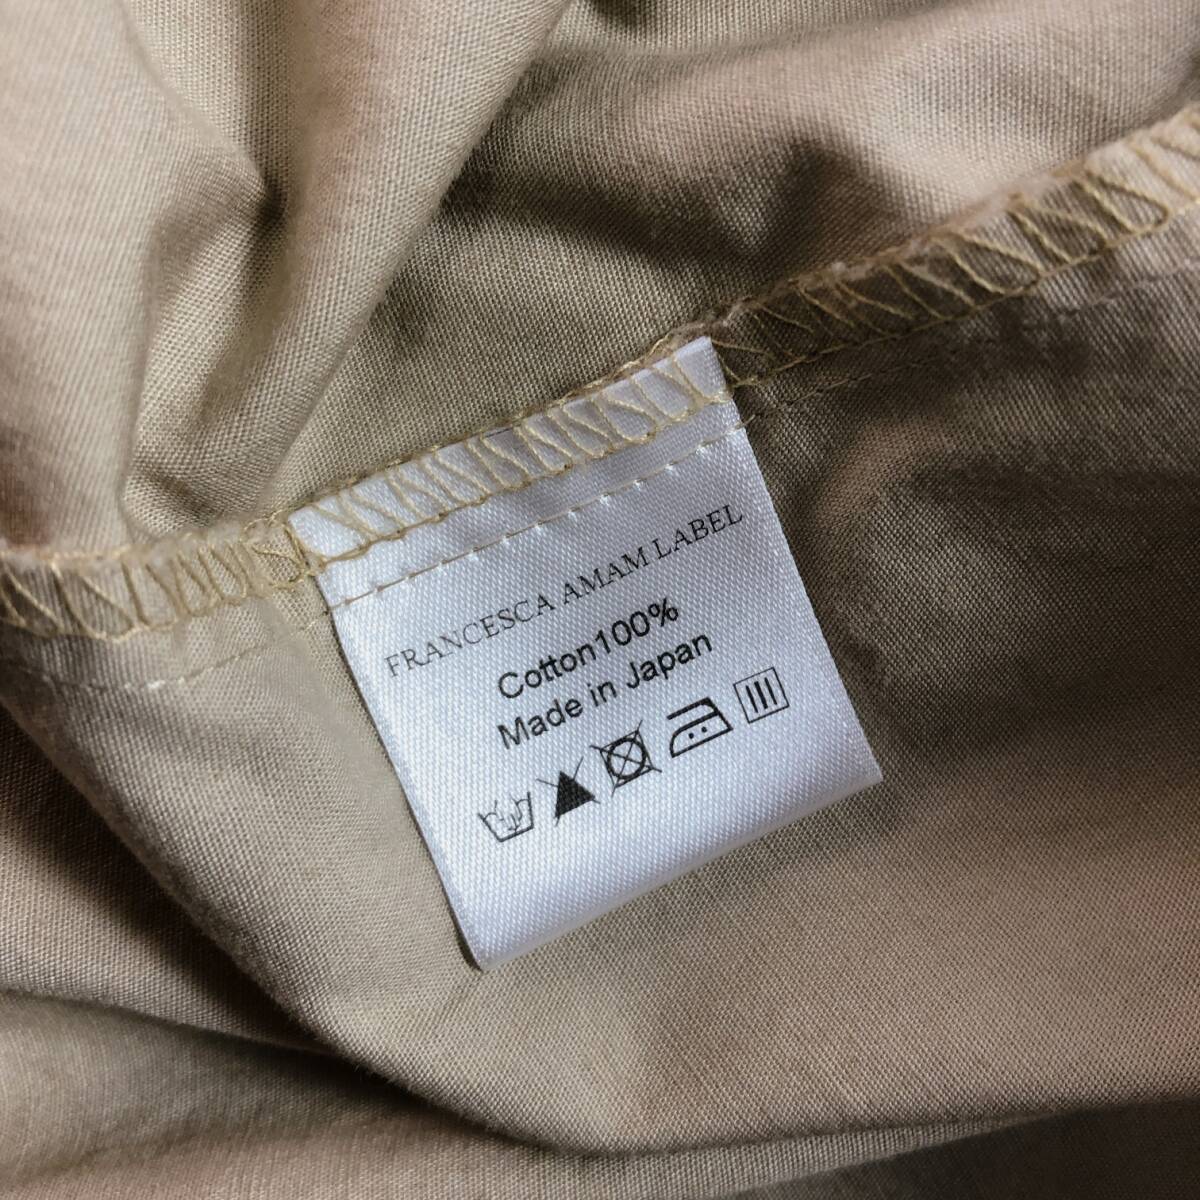 FRANCESCA AMAM LABEL
Cotton100%
Made in Japan